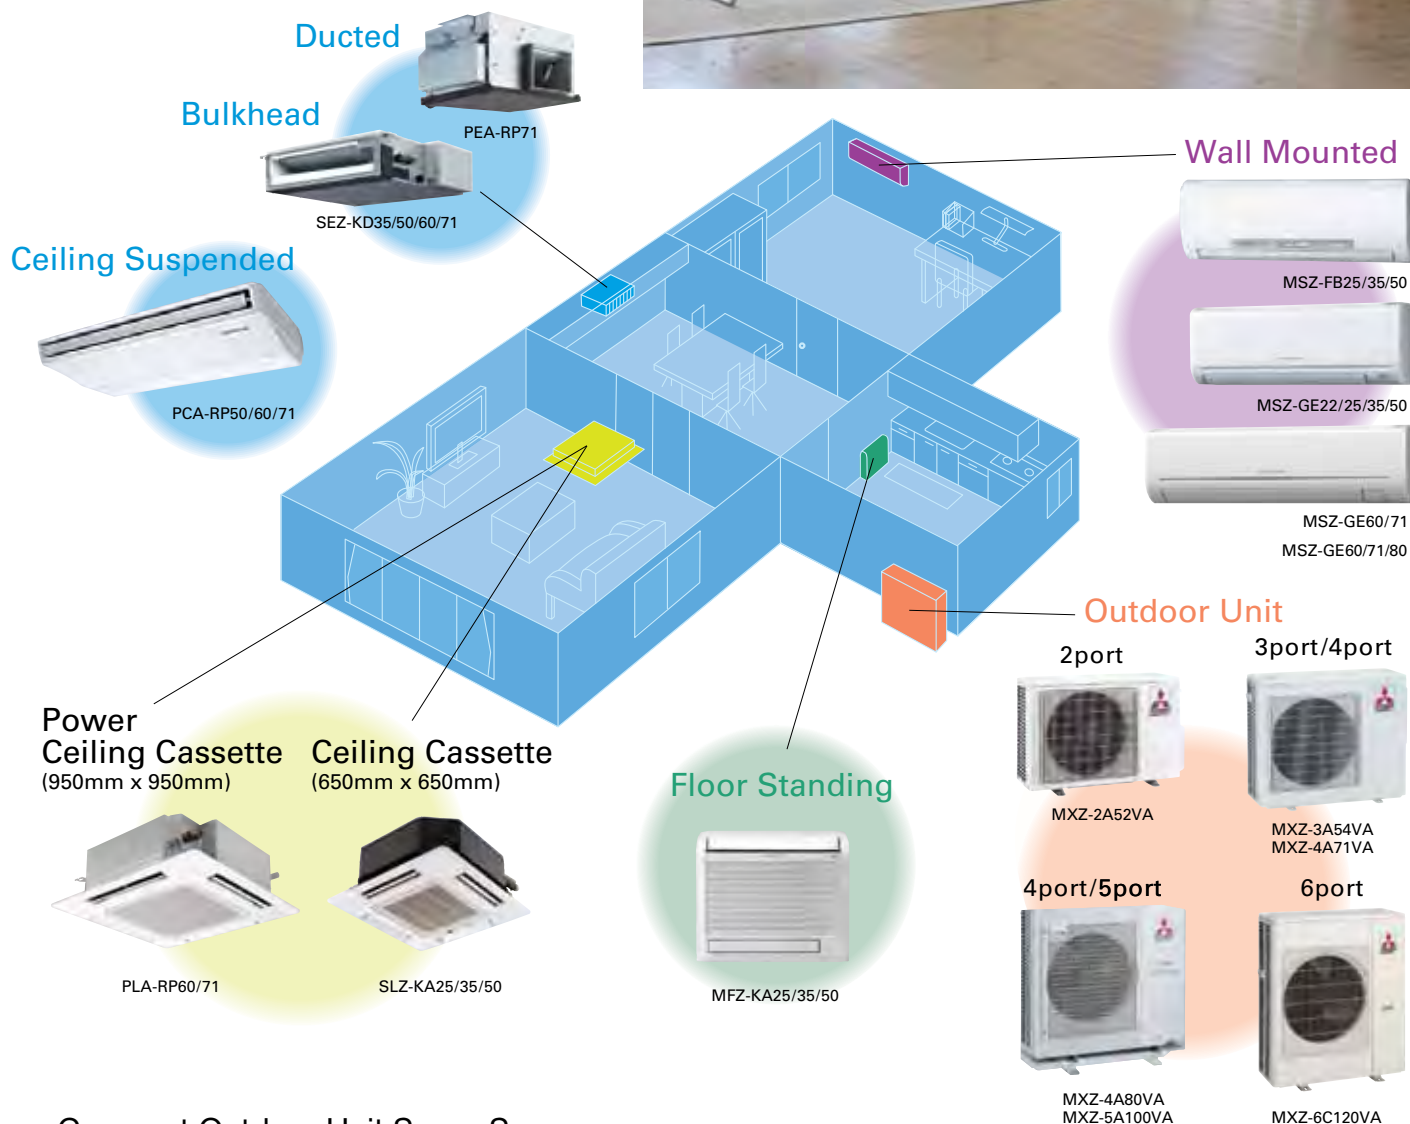 Ducted
PEA-RP71
Bulkhead
SEZ-KD35/50/60/71
Ceiling Suspended
PCA-RP50/60/71
Wall Mounted
MSZ-FB25/35/50
MSZ-GE22/25/35/50
MSZ-GE60/71
MSZ-GE60/71/80
Outdoor Unit
2port
3port/4port
MXZ-2A52VA
MXZ-3A54VA
MXZ-4A71VA
4port/5port
6port
MXZ-4A80VA
MXZ-5A100VA
MXZ-6C120VA
Power
Ceiling Cassette
(950mm x 950mm)
Ceiling Cassette
(650mm x 650mm)
PLA-RP60/71
SLZ-KA25/35/50
Floor Standing
MFZ-KA25/35/50